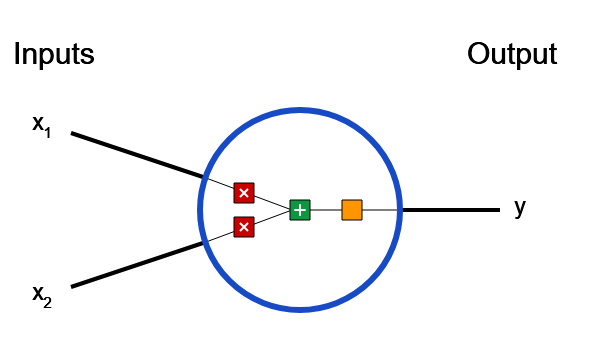 Inputs
Output
x1
×
+
y
×
x2